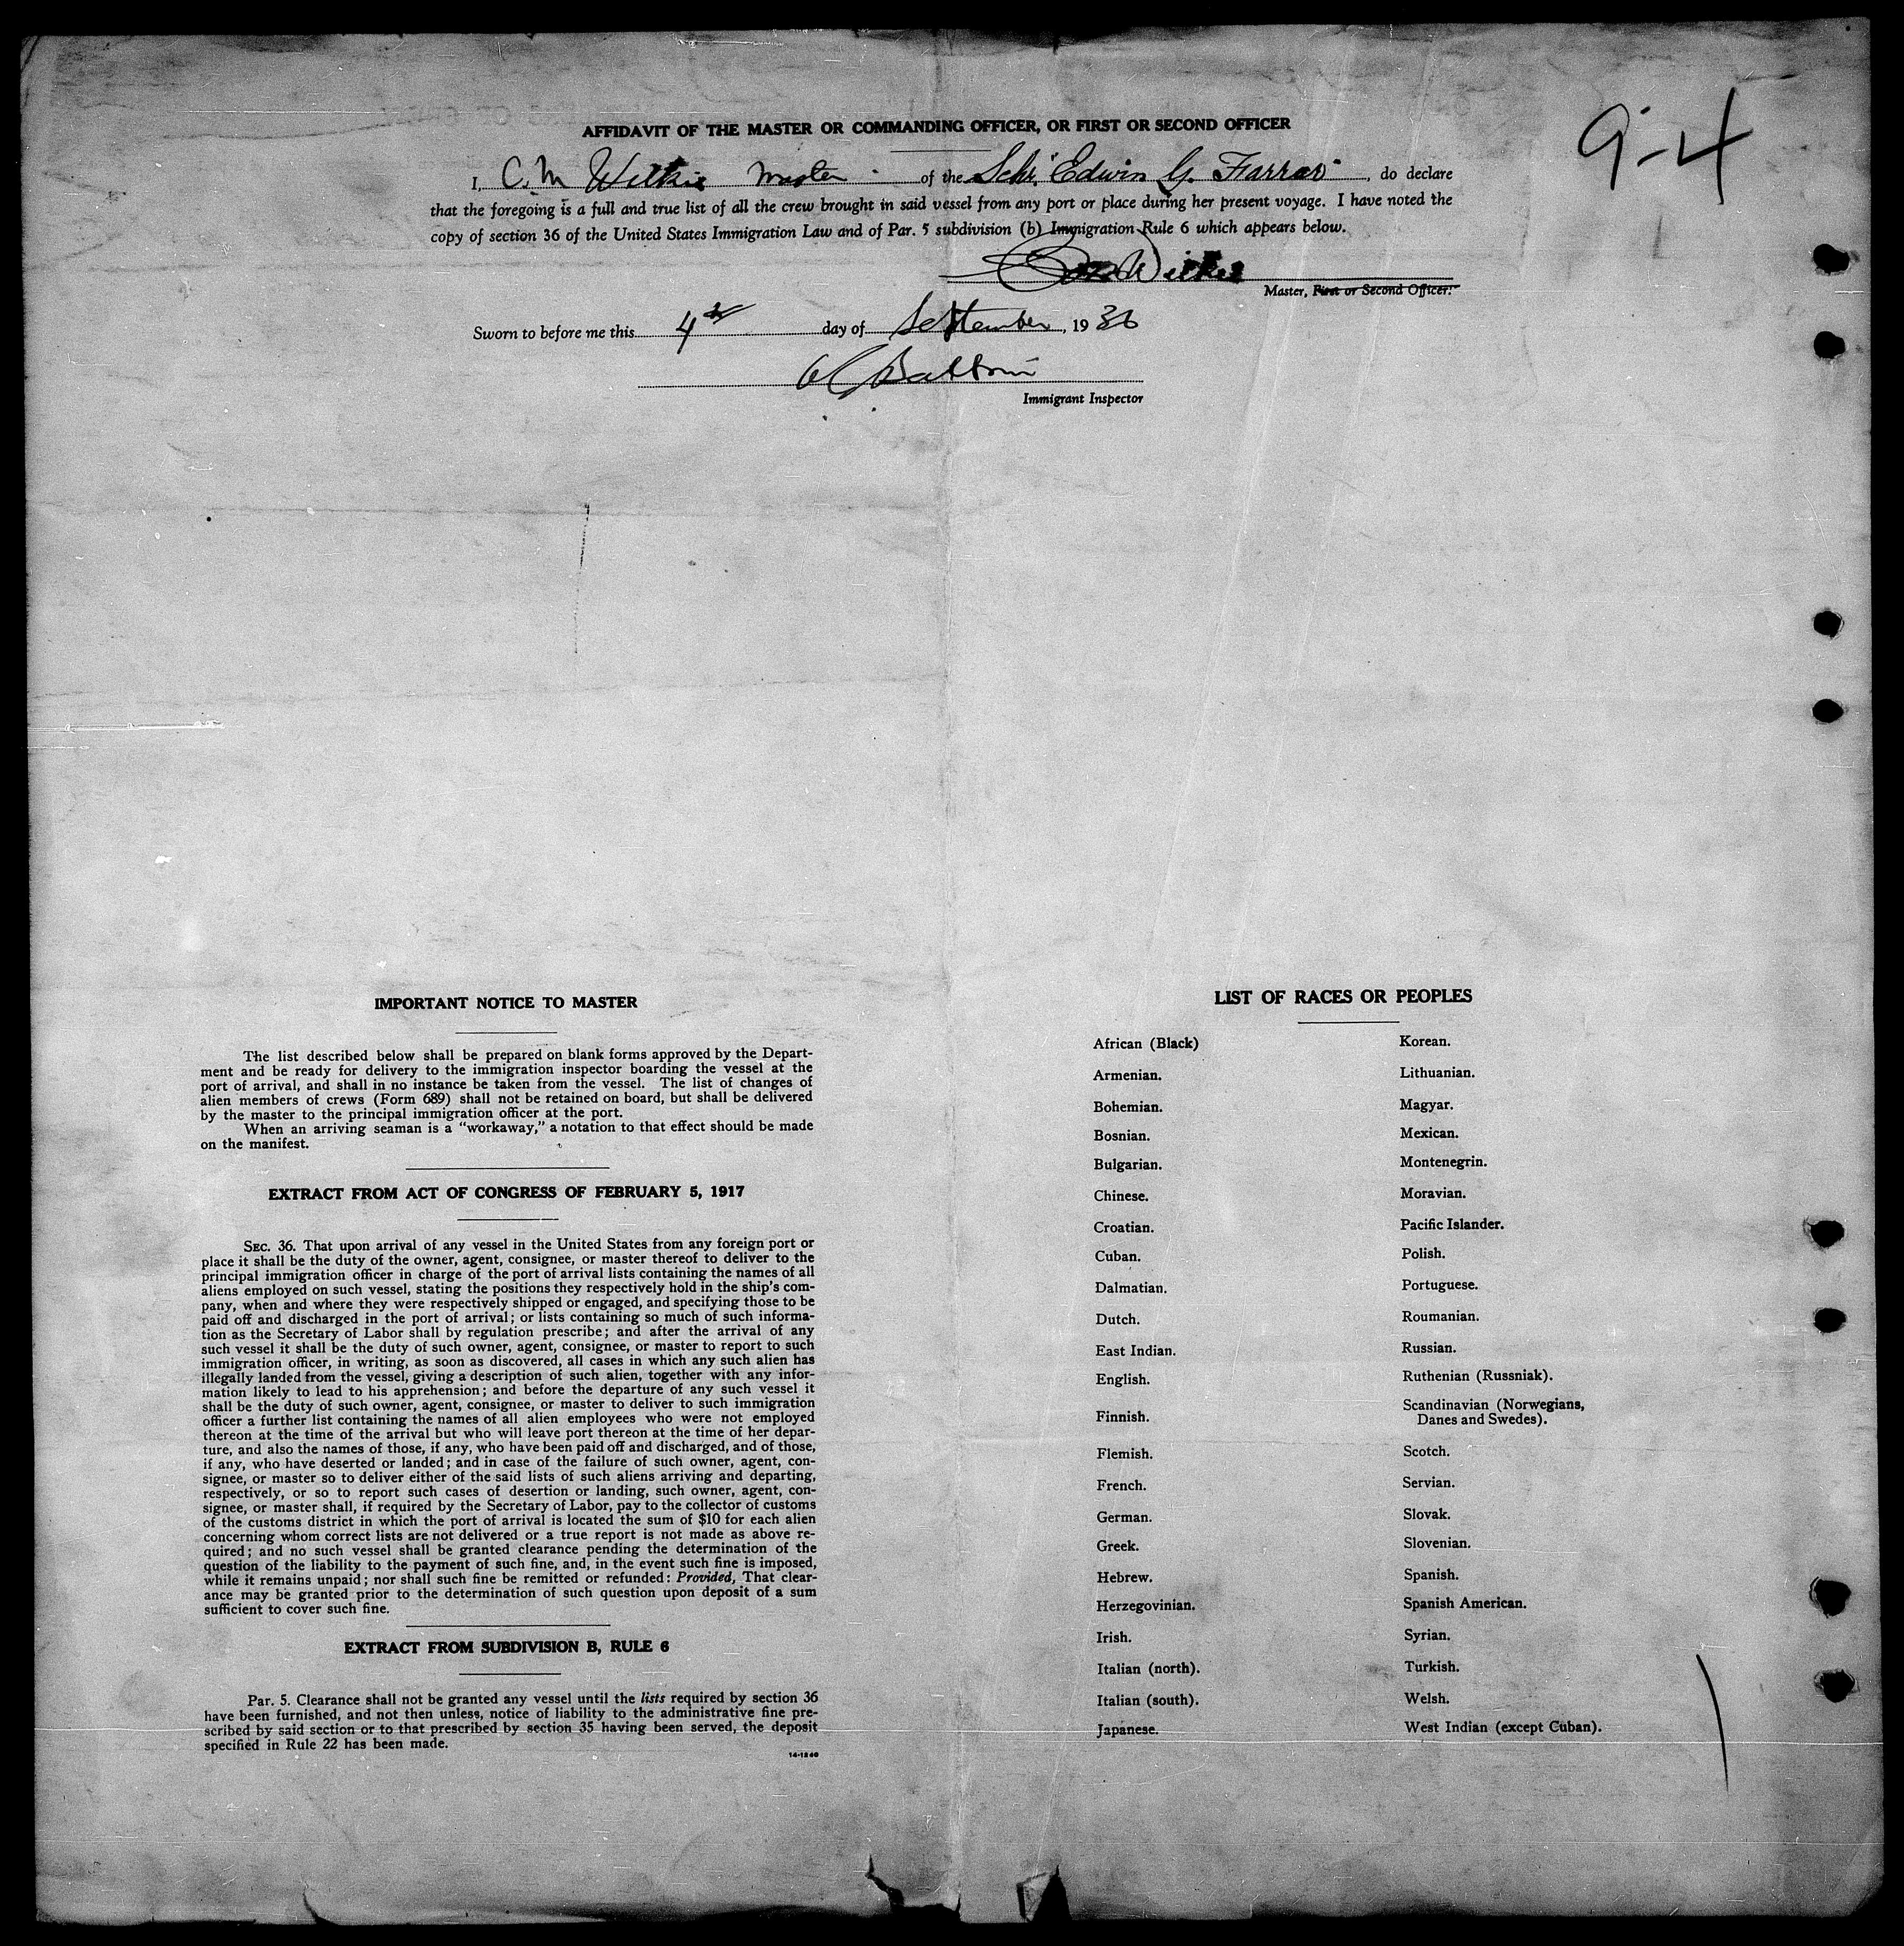 9-4
AFFIDAVIT OF THE MASTER OR COMMANDING OFFICER, OR FIRST OR SECOND OFFICER
I, C. M Wilkie Master of the Schr. Edwin G. Farrar, do declare
that the foregoing is a full and true list of all the crew brought in said vessel from any port or place during her present voyage. I have noted the
copy of section 36 of the United States Immigration Law and of Par. 5 subdivision (b) Immigration Rule 6 which appears below.
Wilkie
Master, First or Second Officer.
Sworn to before me this 4th day of September, 1936
Immigrant Inspector
IMPORTANT NOTICE TO MASTER
The list described below shall be prepared on blank forms approved by the Depart-
ment and be ready for delivery to the immigration inspector boarding the vessel at the
port of arrival, and shall in no instance be taken from the vessel. The list of changes of
alien members of crews (Form 689) shall not be retained on board, but shall be delivered
by the master to the principal immigration officer at the port.
When an arriving seaman is a "workaway," a notation to that effect should be made
on the manifest.
EXTRACT FROM ACT OF CONGRESS OF FEBRUARY 5, 1917
SEC. 36. That upon arrival of any vessel in the United States from any foreign port or
place it shall be the duty of the owner, agent, consignee, or master thereof to deliver to the
principal immigration officer in charge of the port of arrival lists containing the names of all
aliens employed on such vessel, stating the positions they respectively hold in the ship's com-
pany, when and where they were respectively shipped or engaged, and specifying those to be
paid off and discharged in the port of arrival; or lists containing so much of such informa-
tion as the Secretary of Labor shall by regulation prescribe; and after the arrival of any
such vessel it shall be the duty of such owner, agent, consignee, or master to report to such
immigration officer, in writing, as soon as discovered, all cases in which any such alien has
illegally landed from the vessel, giving a description of such alien, together with any infor-
mation likely to lead to his apprehension; and before the departure of any such vessel it
shall be the duty of such owner, agent, consignee, or master to deliver to such immigration
officer a further list containing the names of all alien employees who were not employed
thereon at the time of the arrival but who will leave port thereon at the time of her depar-
ture, and also the names of those, if any, who have been paid off and discharged, and of those,
if any, who have deserted or landed; and in case of the failure of such owner, agent, con-
signee, or master so to deliver either of the said lists of such aliens arriving and departing,
respectively, or so to report such cases of desertion or landing, such owner, agent, con-
signee, or master shall, if required by the Secretary of Labor, pay to the collector of customs
of the customs district in which the port of arrival is located the sum of $10 for each alien
concerning whom correct lists are not delivered or a true report is not made as above re-
quired; and no such vessel shall be granted clearance pending the determination of the
question of the liability to the payment of such fine, and, in the event such fine is imposed,
while it remains unpaid; nor shall such fine be remitted or refunded: Provided, That clear-
ance may be granted prior to the determination of such question upon deposit of a sum
sufficient to cover such fine.
EXTRACT FROM SUBDIVISION B, RULE 6
Par. 5. Clearance shall not be granted any vessel until the lists required by section 36
have been furnished, and not then unless, notice of liability to the administrative fine pre-
scribed by said section or to that prescribed by section 35 having been served, the deposit
specified in Rule 22 has been made.
14-1240
LIST OF RACES OR PEOPLES
African (Black)
Armenian.
Bohemian.
Bosnian.
Bulgarian.
Chinese.
Croatian.
Cuban.
Dalmatian.
Dutch.
East Indian.
English.
Finnish.
Flemish.
French.
German.
Greek.
Hebrew.
Herzegovinian.
Irish.
Italian (north).
Italian (south).
Japanese.
Korean.
Lithuanian.
Magyar.
Mexican.
Montenegrin.
Moravian.
Pacific Islander.
Polish.
Portuguese.
Roumanian.
Russian.
Ruthenian (Russniak).
Scandinavian (Norwegians,
Danes and Swedes).
Scotch.
Servian.
Slovak.
Slovenian.
Spanish.
Spanish American.
Syrian.
Turkish.
Welsh.
West Indian (except Cuban).